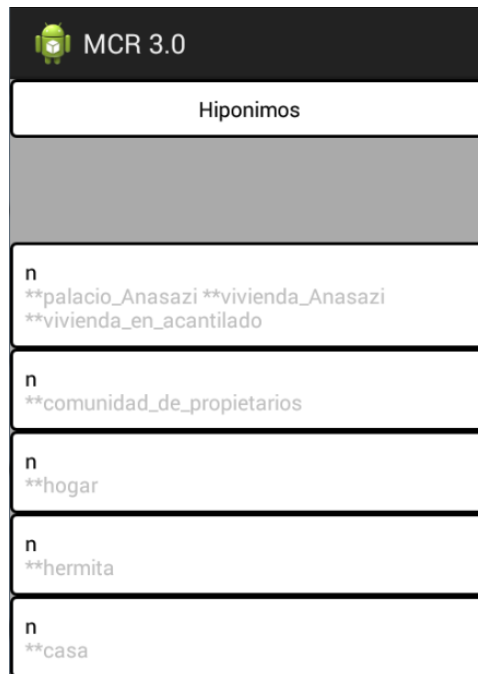 MCR 3.0
Hiponimos
n
**palacio_Anasazi **vivienda_Anasazi
**vivienda_en_acantilado
n
**comunidad_de_propietarios
n
**hogar
n
**hermita
n
**casa